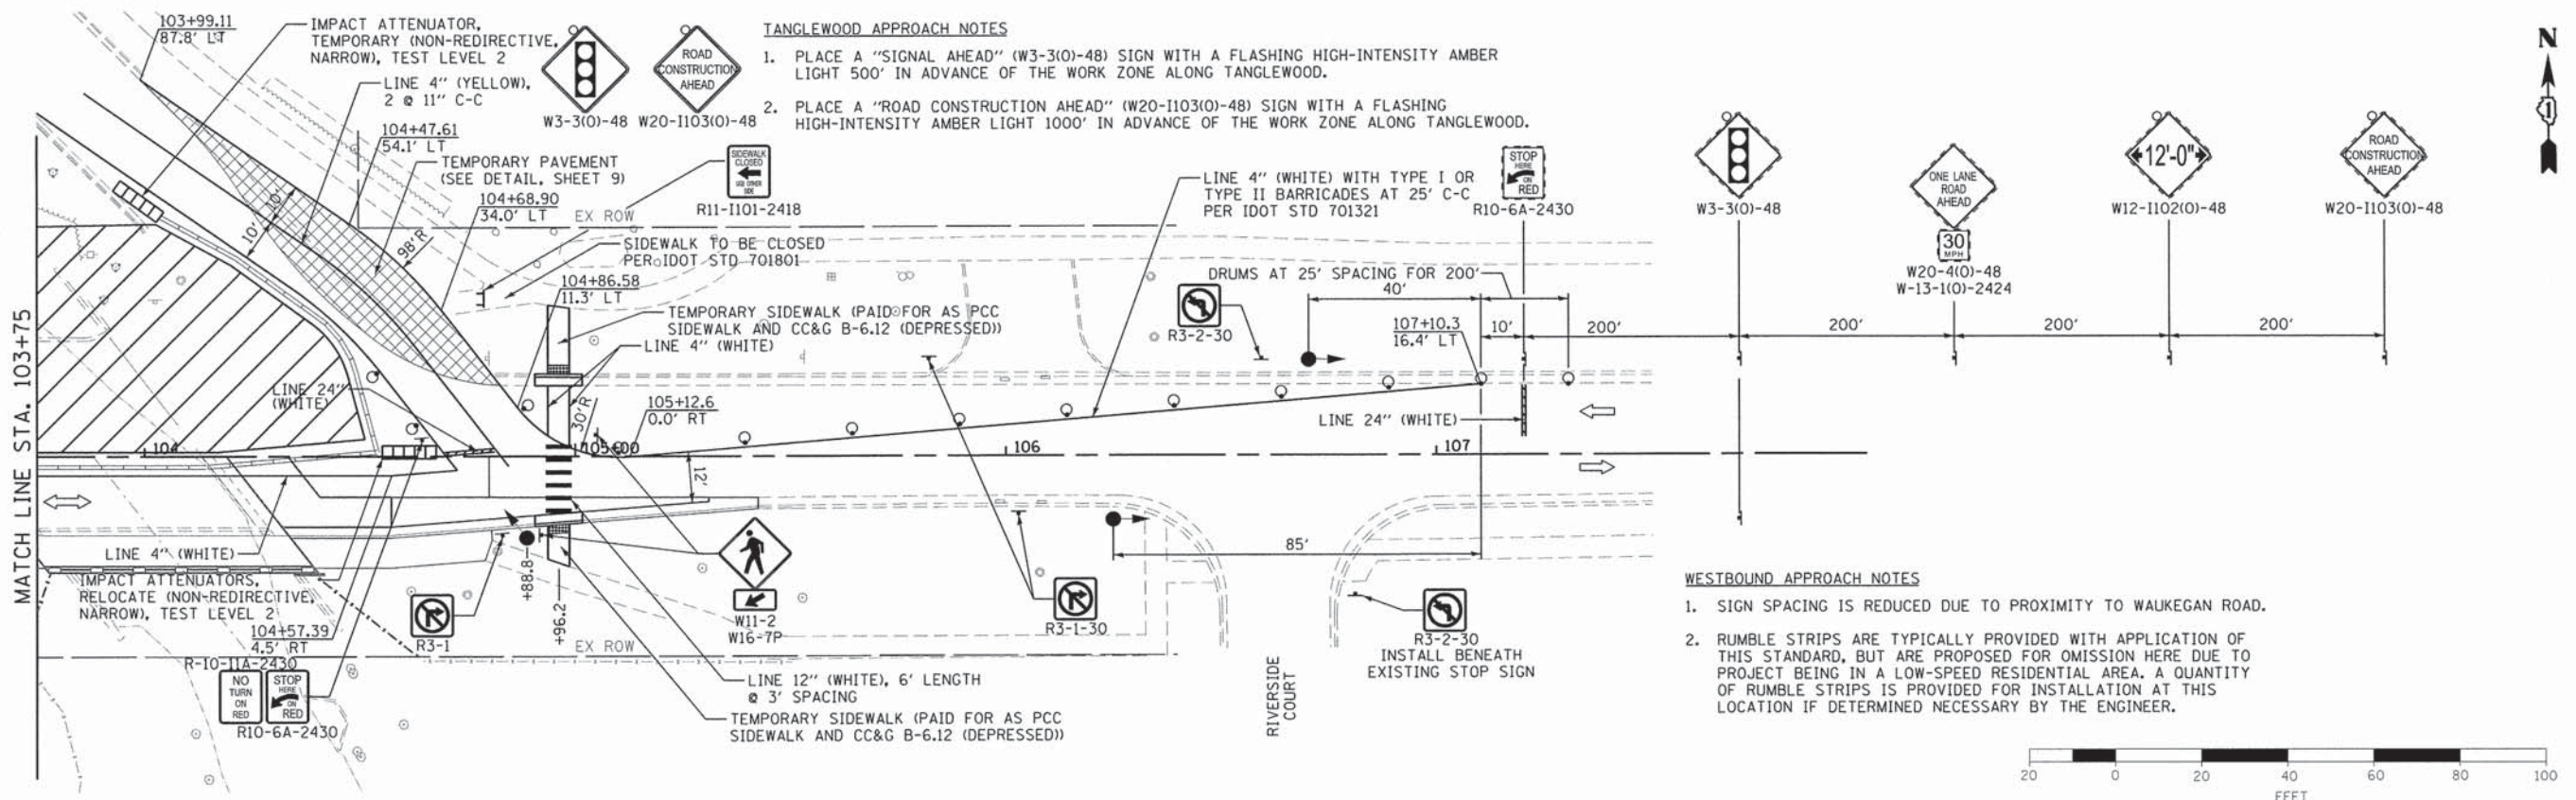 103+99.11
87.8' LT
IMPACT ATTENUATOR,
TEMPORARY (NON-REDIRECTIVE,
NARROW), TEST LEVEL 2
LINE 4" (YELLOW),
2 @ 11" C-C
104+47.61
54.1' LT
TEMPORARY PAVEMENT
(SEE DETAIL, SHEET 9)
104+68.90
34.0' LT
EX ROW
10'
10'
98'R
W3-3(O)-48
ROAD
CONSTRUCTION
AHEAD
W20-I103(O)-48
TANGLEWOOD APPROACH NOTES
1. PLACE A "SIGNAL AHEAD" (W3-3(O)-48) SIGN WITH A FLASHING HIGH-INTENSITY AMBER
LIGHT 500' IN ADVANCE OF THE WORK ZONE ALONG TANGLEWOOD.
2. PLACE A "ROAD CONSTRUCTION AHEAD" (W20-I103(O)-48) SIGN WITH A FLASHING
HIGH-INTENSITY AMBER LIGHT 1000' IN ADVANCE OF THE WORK ZONE ALONG TANGLEWOOD.
SIDEWALK
CLOSED
USE OTHER
SIDE
R11-I101-2418
SIDEWALK TO BE CLOSED
PER IDOT STD 701801
104+86.58
11.3' LT
TEMPORARY SIDEWALK (PAID FOR AS PCC
SIDEWALK AND CC&G B-6.12 (DEPRESSED))
LINE 4" (WHITE)
30'R
105+12.6
0.0' RT
LINE 4" (WHITE) WITH TYPE I OR
TYPE II BARRICADES AT 25' C-C
PER IDOT STD 701321
STOP
HERE
ON
RED
R10-6A-2430
DRUMS AT 25' SPACING FOR 200'
40'
R3-2-30
107+10.3
16.4' LT
10'
200'
200'
200'
200'
W3-3(O)-48
ONE LANE
ROAD
AHEAD
30
MPH
W20-4(O)-48
W-13-1(O)-2424
12'-0"
W12-I102(O)-48
ROAD
CONSTRUCTION
AHEAD
W20-I103(O)-48
N
1
MATCH LINE STA. 103+75
LINE 24"
(WHITE)
LINE 24" (WHITE)
104
105+00
106
107
12'
85'
LINE 4" (WHITE)
IMPACT ATTENUATORS,
RELOCATE (NON-REDIRECTIVE,
NARROW), TEST LEVEL 2
104+57.39
4.5' RT
R-10-11A-2430
NO
TURN
ON
RED
STOP
HERE
ON
RED
R10-6A-2430
R3-1
+88.8
+96.2
EX ROW
W11-2
W16-7P
LINE 12" (WHITE), 6' LENGTH
@ 3' SPACING
TEMPORARY SIDEWALK (PAID FOR AS PCC
SIDEWALK AND CC&G B-6.12 (DEPRESSED))
R3-1-30
RIVERSIDE
COURT
R3-2-30
INSTALL BENEATH
EXISTING STOP SIGN
WESTBOUND APPROACH NOTES
1. SIGN SPACING IS REDUCED DUE TO PROXIMITY TO WAUKEGAN ROAD.
2. RUMBLE STRIPS ARE TYPICALLY PROVIDED WITH APPLICATION OF
THIS STANDARD, BUT ARE PROPOSED FOR OMISSION HERE DUE TO
PROJECT BEING IN A LOW-SPEED RESIDENTIAL AREA. A QUANTITY
OF RUMBLE STRIPS IS PROVIDED FOR INSTALLATION AT THIS
LOCATION IF DETERMINED NECESSARY BY THE ENGINEER.
20 0 20 40 60 80 100
FEET